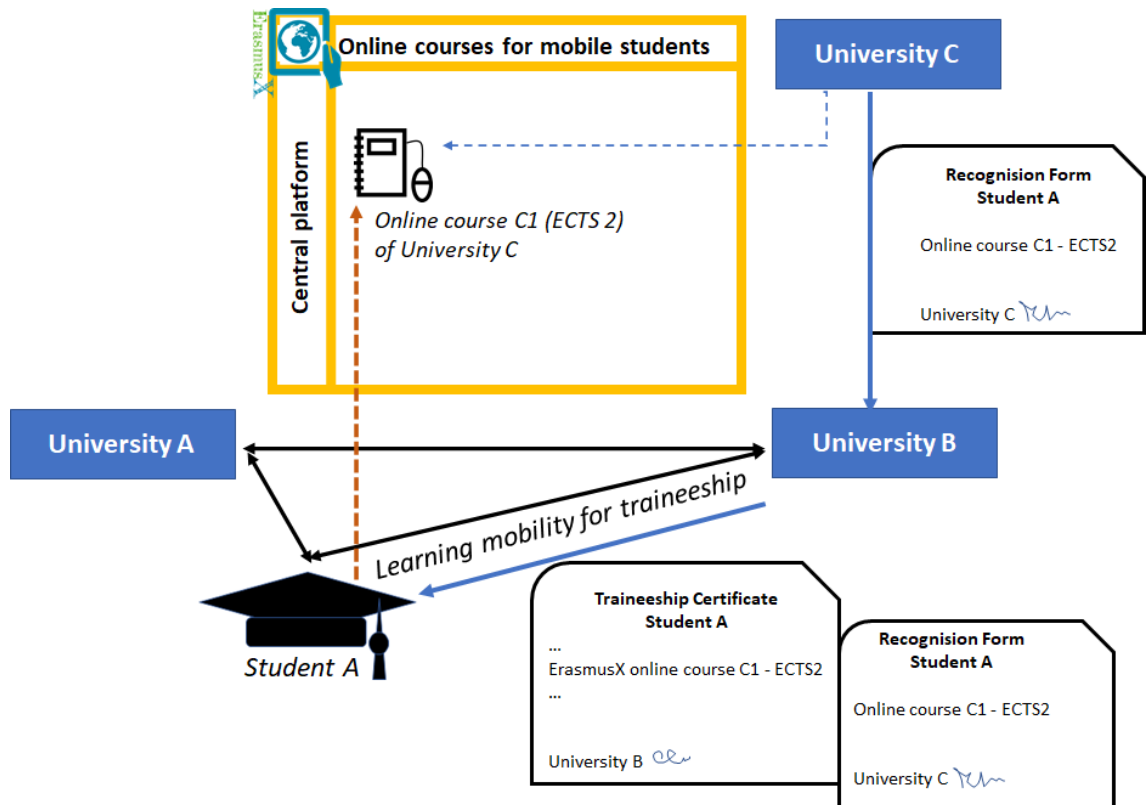 ErasmusX
Online courses for mobile students
University C
Central platform
Online course C1 (ECTS 2)
of University C
Recognision Form
Student A
Online course C1 - ECTS2
University C
University A
University B
Learning mobility for traineeship
Student A
Traineeship Certificate
Student A
...
ErasmusX online course C1 - ECTS2
...
University B
Recognision Form
Student A
Online course C1 - ECTS2
University C